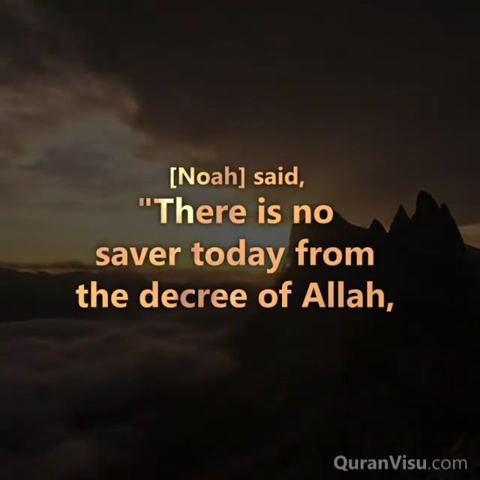 [Noah] said,
"There is no
saver today from
the decree of Allah,
QuranVisu.com